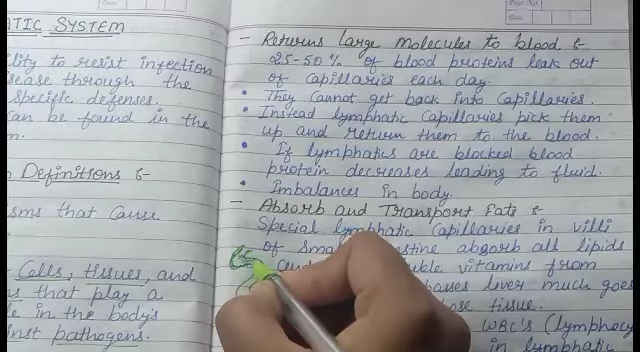 ATIC SYSTEM
ility to resist infection
sease through the
specific defenses.
can be found in the
m.
Definitions :-
sms that cause
Cells, tissues, and
ns that play a
le in the body's
inst pathogens.
Page No.
Date
- Returns large molecules to blood :-
25-50% of blood proteins leak out
of capillaries each day.
• They cannot get back into capillaries.
• Instead lymphatic capillaries pick them
up and return them to the blood.
• If lymphatics are blocked blood
protein decreases leading to fluid.
• Imbalances in body.
- Absorb and Transport Fats :-
Special lymphatic capillaries in villi
of small absorb all lipids
vitamins from
liver much goes
tissue.
WBC's (lymphocy
in lymphatic